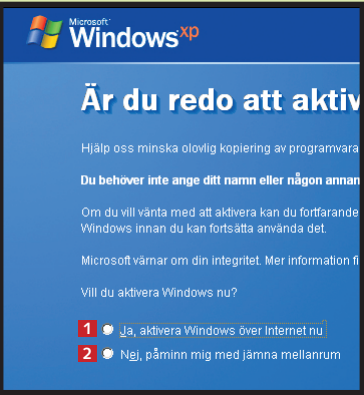 Microsoft
Windows xp
Är du redo att aktiv
Hjälp oss minska olovlig kopiering av programvara
Du behöver inte ange ditt namn eller någon annan
Om du vill vänta med att aktivera kan du fortfarande
Windows innan du kan fortsätta använda det.
Microsoft värnar om din integritet. Mer information fi
Vill du aktivera Windows nu?
1 Ja, aktivera Windows över Internet nu
2 Nej, påminn mig med jämna mellanrum